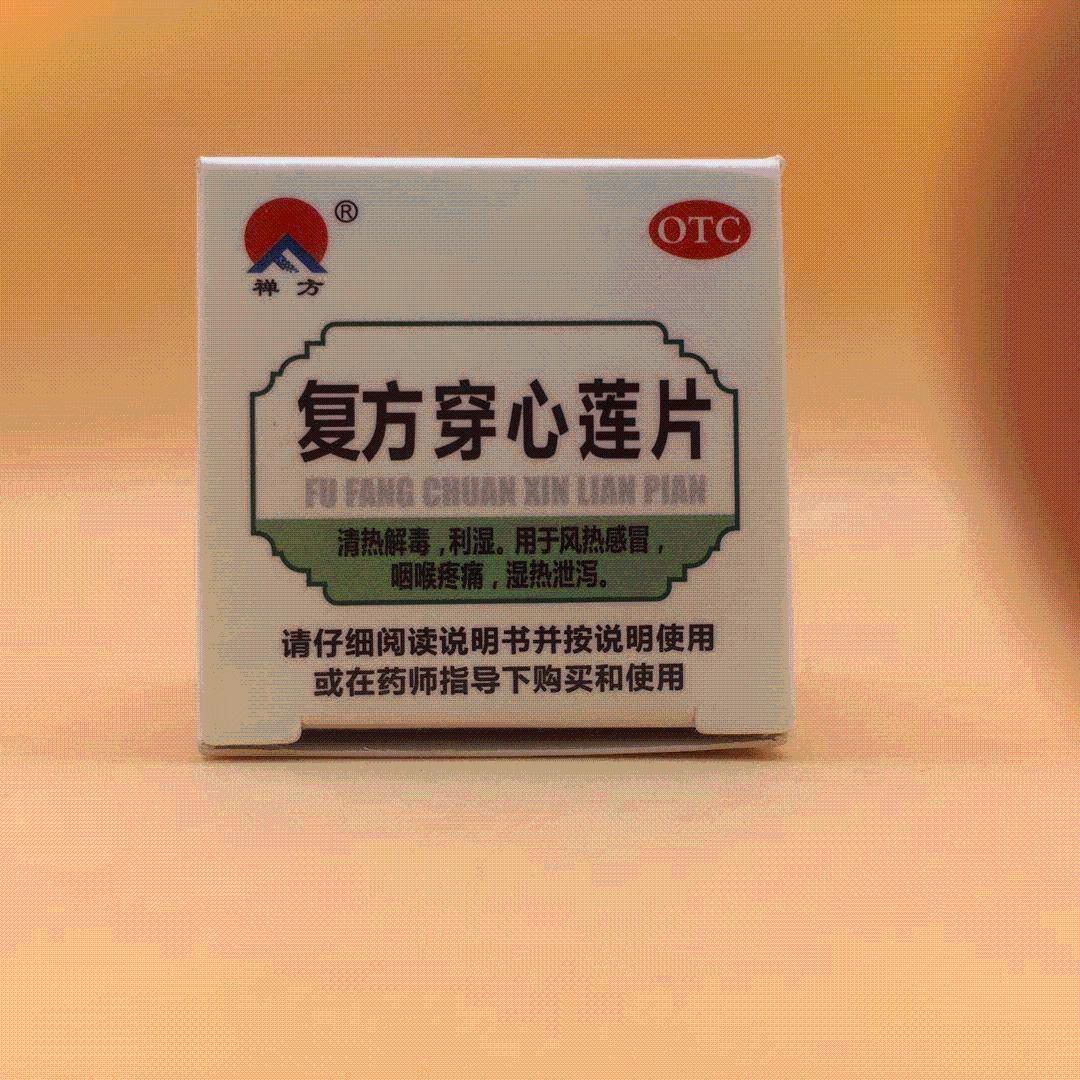 ®
OTC
禅方
复方穿心莲片
FU FANG CHUAN XIN LIAN PIAN
清热解毒，利湿。用于风热感冒，
咽喉疼痛，湿热泄泻。
请仔细阅读说明书并按说明使用
或在药师指导下购买和使用